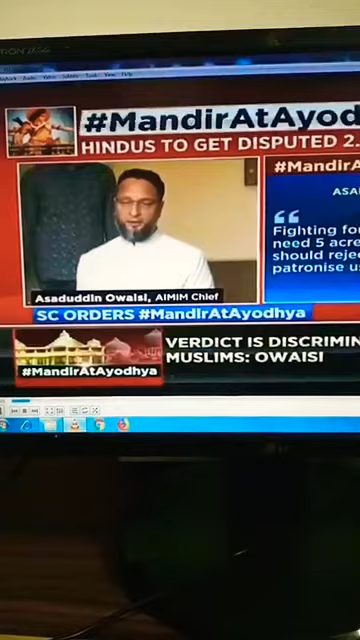 #MandirAtAyod
HINDUS TO GET DISPUTED 2.
#MandirA
ASA
Fighting fo
need 5 acre
should reje
patronise u
Asaduddin Owaisi, AIMIM Chief
SC ORDERS #MandirAtAyodhya
VERDICT IS DISCRIMIN
MUSLIMS: OWAISI
#MandirAtAyodhya